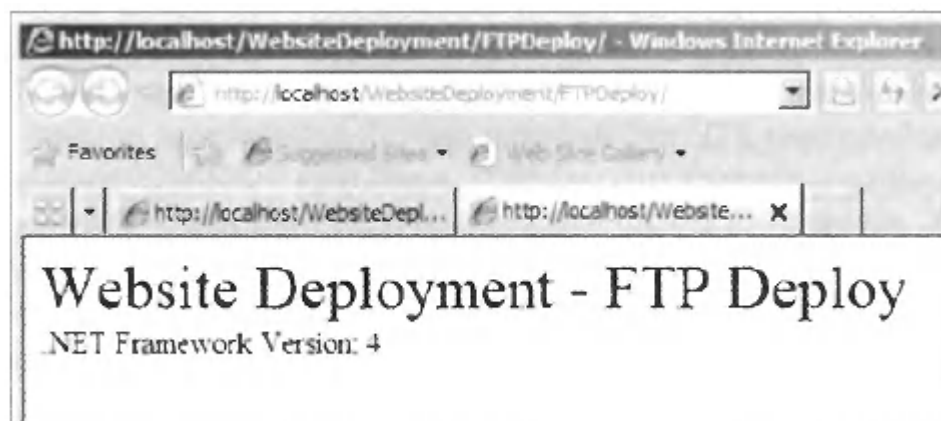 http://localhost/WebsiteDeployment/FTPDeploy/ - Windows Internet Explorer
http://localhost/WebsiteDeployment/FTPDeploy/
Favorites Suggested Sites Web Slice Gallery
http://localhost/WebsiteDepl... http://localhost/Website...
Website Deployment - FTP Deploy
.NET Framework Version: 4